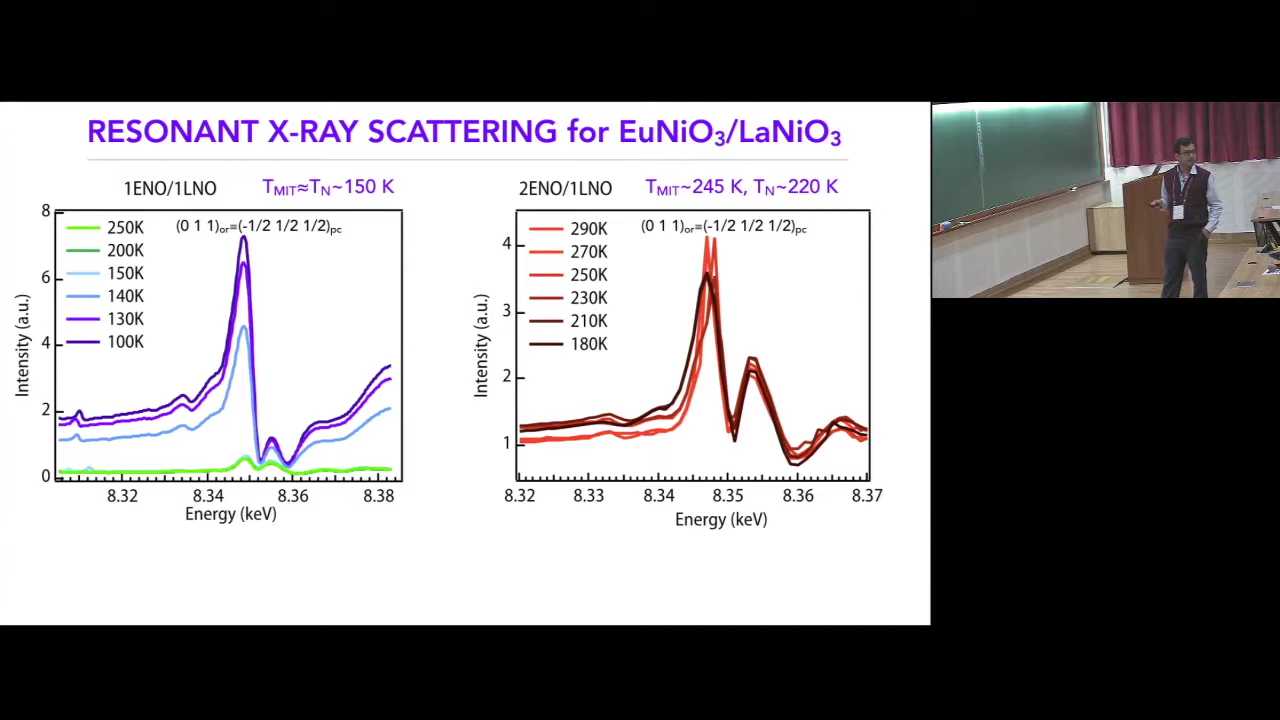 RESONANT X-RAY SCATTERING for EuNiO₃/LaNiO₃
1ENO/1LNO
T_MIT≈T_N~150 K
(0 1 1)ₒᵣ=(-1/2 1/2 1/2)pc
250K
200K
150K
140K
130K
100K
8
6
4
2
0
Intensity (a.u.)
8.32
8.34
8.36
8.38
Energy (keV)
2ENO/1LNO
T_MIT~245 K, T_N~220 K
(0 1 1)ₒᵣ=(-1/2 1/2 1/2)pc
290K
270K
250K
230K
210K
180K
4
3
2
1
Intensity (a.u.)
8.32
8.33
8.34
8.35
8.36
8.37
Energy (keV)